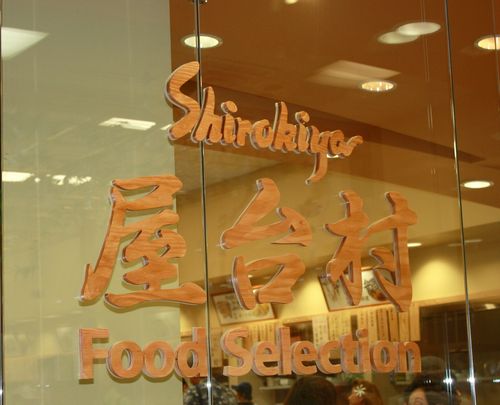 Shirokiya
屋台村
Food Selection